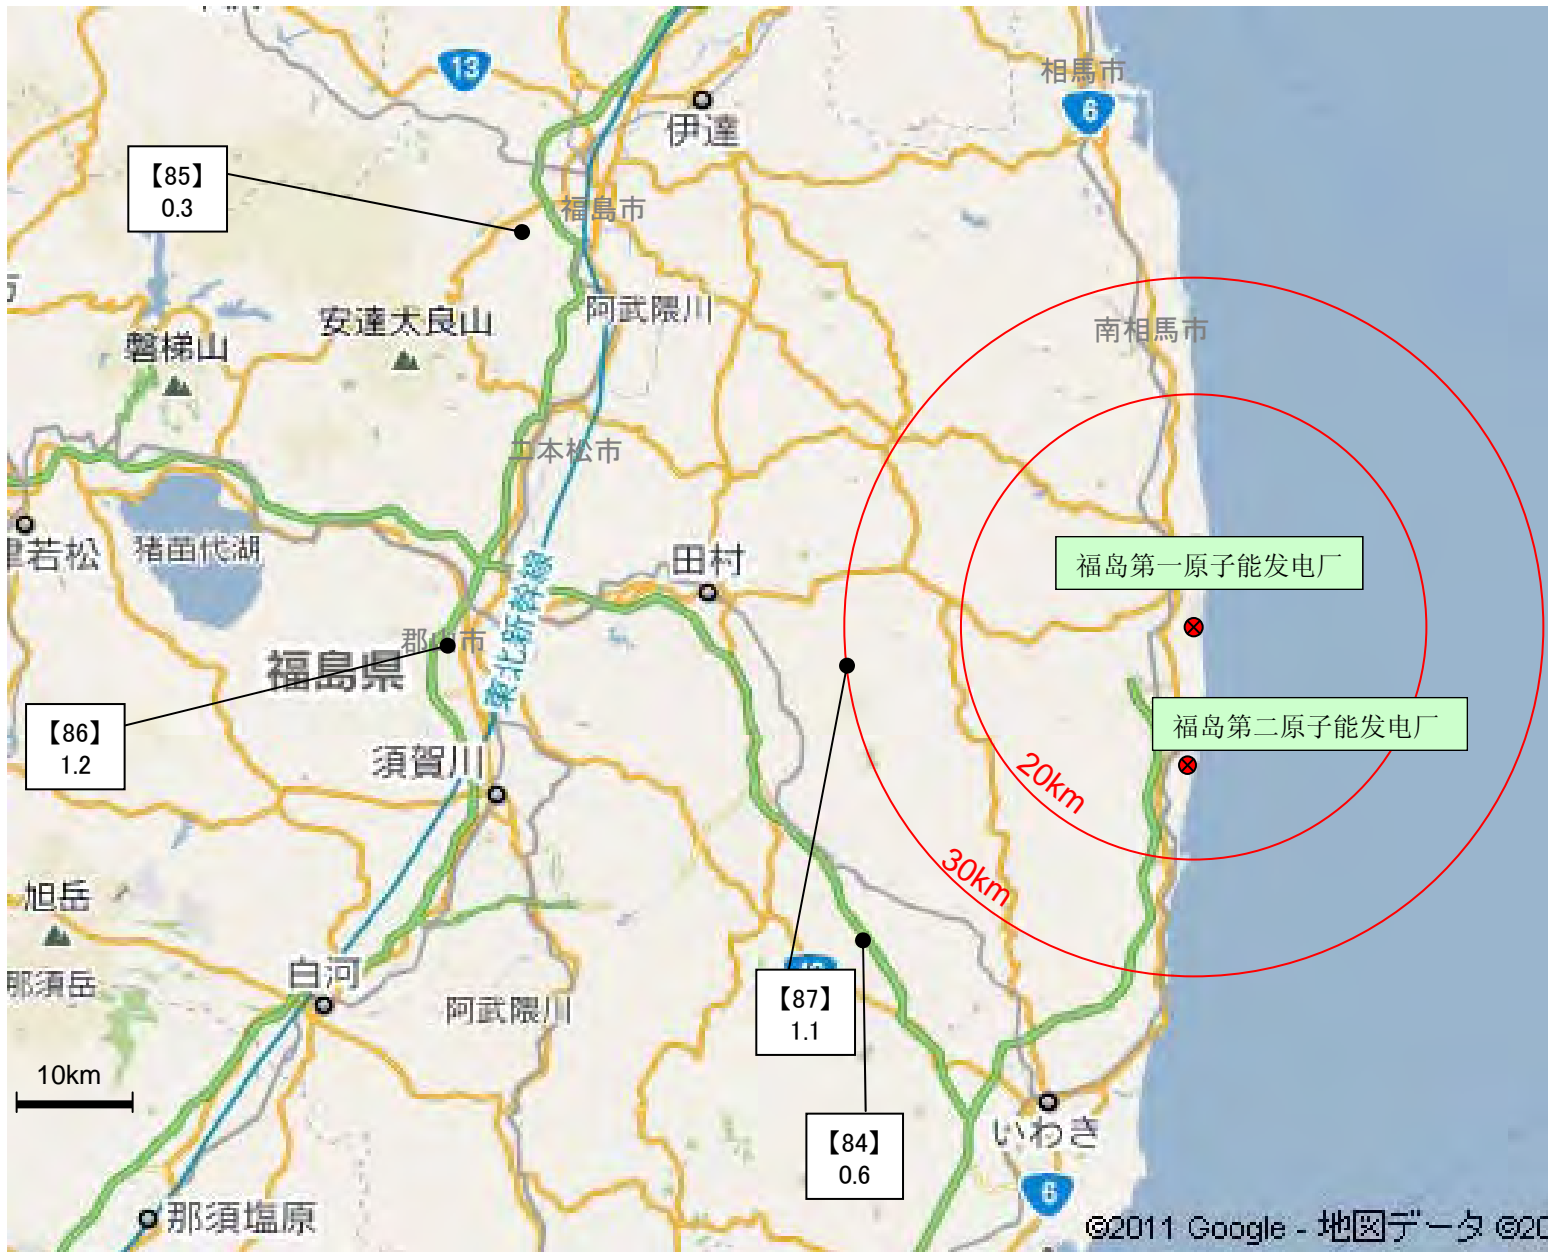 13
相馬市
6
伊達
【85】
0.3
福島市
阿武隈川
安達太良山
磐梯山
南相馬市
二本松市
猪苗代湖
津若松
田村
東北新幹線
福岛第一原子能发电厂
郡山市
福島県
【86】
1.2
福岛第二原子能发电厂
須賀川
20km
30km
旭岳
那須岳
白河
阿武隈川
【87】
1.1
10km
【84】
0.6
いわき
6
那須塩原
©2011 Google - 地図データ ©20